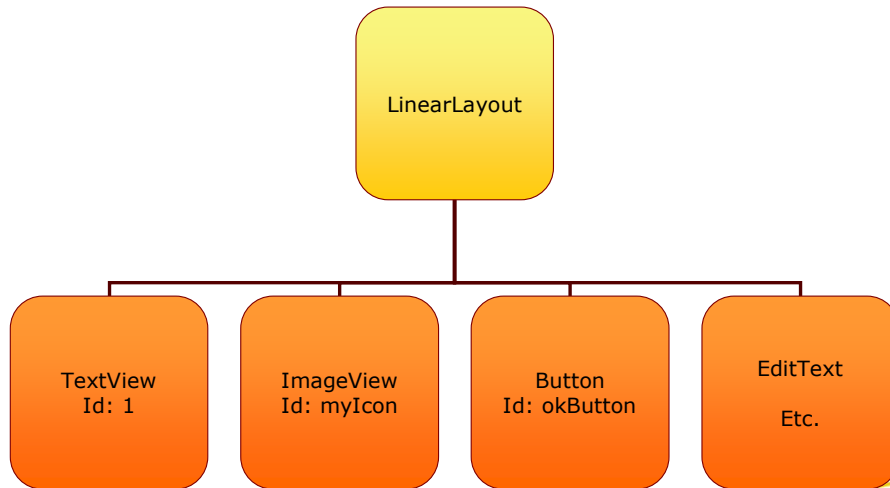 LinearLayout
TextView
Id: 1
ImageView
Id: myIcon
Button
Id: okButton
EditText
Etc.